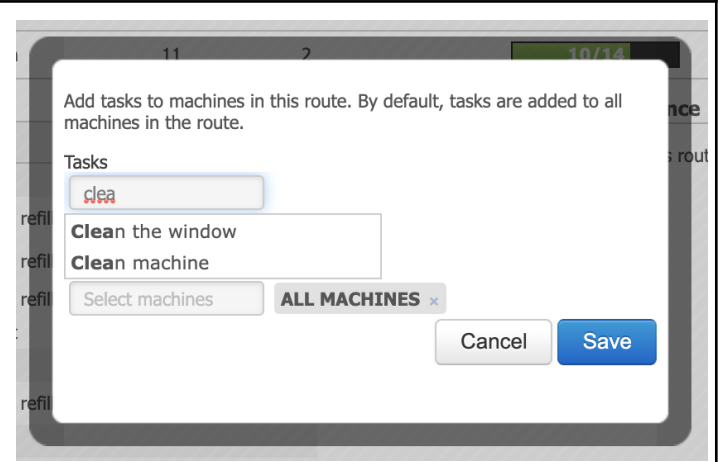 11 2 10/14
Add tasks to machines in this route. By default, tasks are added to all
machines in the route.
Tasks
clea
Clean the window
Clean machine
Select machines ALL MACHINES ×
Cancel Save
nce
s rout
refil
refil
refil
refil